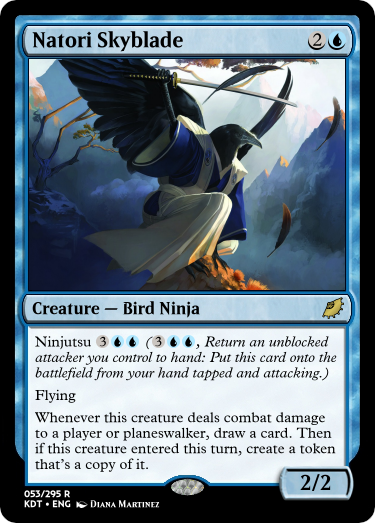 Natori Skyblade 2
Creature — Bird Ninja
Ninjutsu 3 (3, Return an unblocked
attacker you control to hand: Put this card onto the
battlefield from your hand tapped and attacking.)
Flying
Whenever this creature deals combat damage
to a player or planeswalker, draw a card. Then
if this creature entered this turn, create a token
that's a copy of it.
2/2
053/295 R
KDT • ENG Diana Martinez